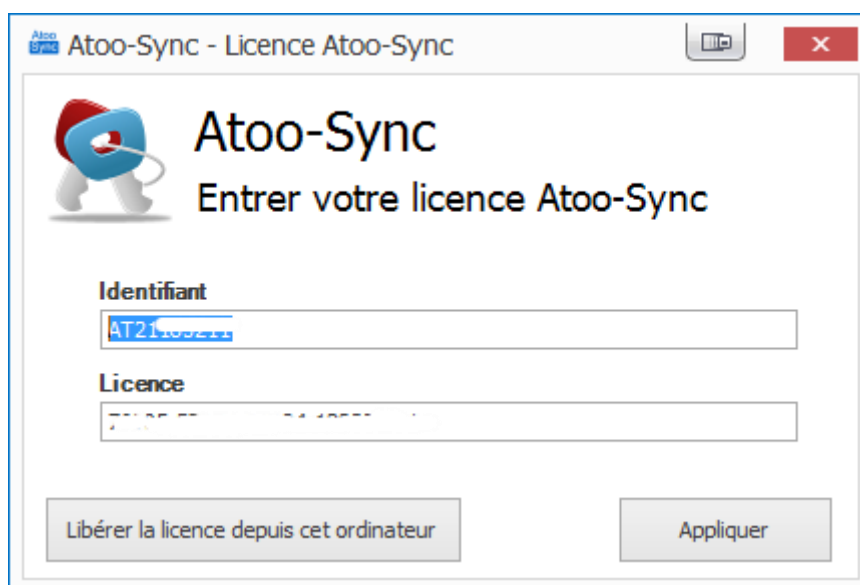 Atoo-Sync - Licence Atoo-Sync
Atoo-Sync
Entrer votre licence Atoo-Sync
Identifiant
Licence
Libérer la licence depuis cet ordinateur
Appliquer